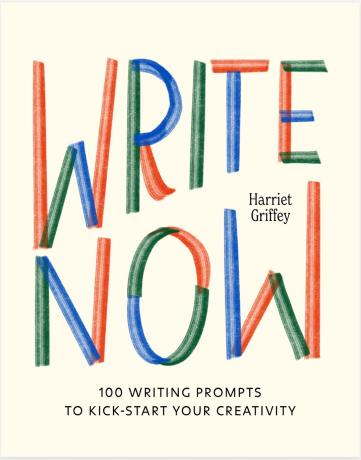 WRITE
Harriet
Griffey
NOW
100 WRITING PROMPTS
TO KICK-START YOUR CREATIVITY